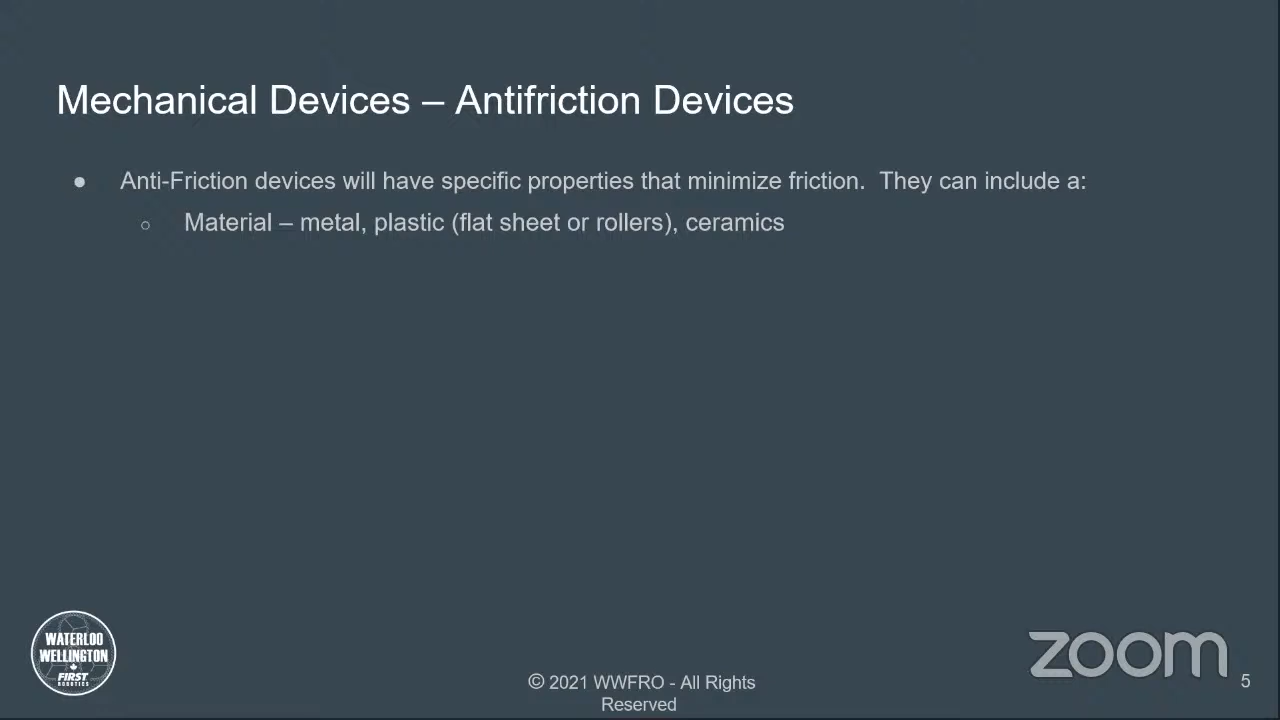 Mechanical Devices – Antifriction Devices
● Anti-Friction devices will have specific properties that minimize friction.  They can include a:
○ Material – metal, plastic (flat sheet or rollers), ceramics
WATERLOO
WELLINGTON
FIRST
ROBOTICS
© 2021 WWFRO - All Rights
Reserved
zoom
5